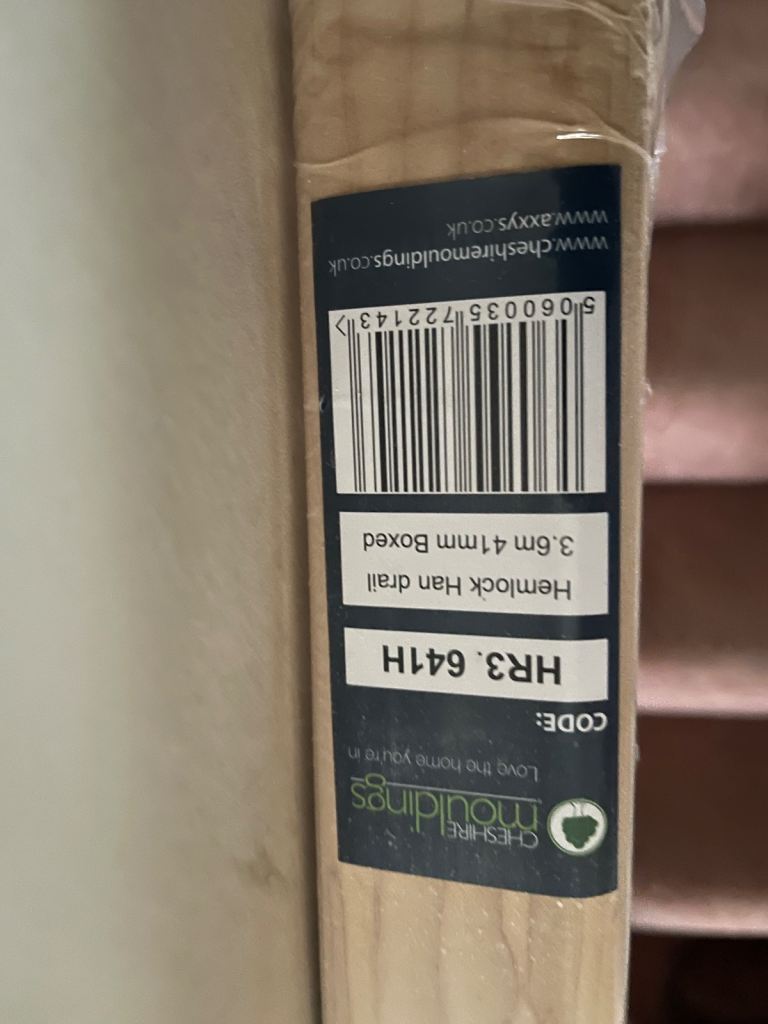 CHESHIRE
mouldings
Love the home you're in
CODE:
HR3. 641H
Hemlock Han drail
3.6m 41mm Boxed
5 060035 722143 >
www.cheshiremouldings.co.uk
www.axxys.co.uk